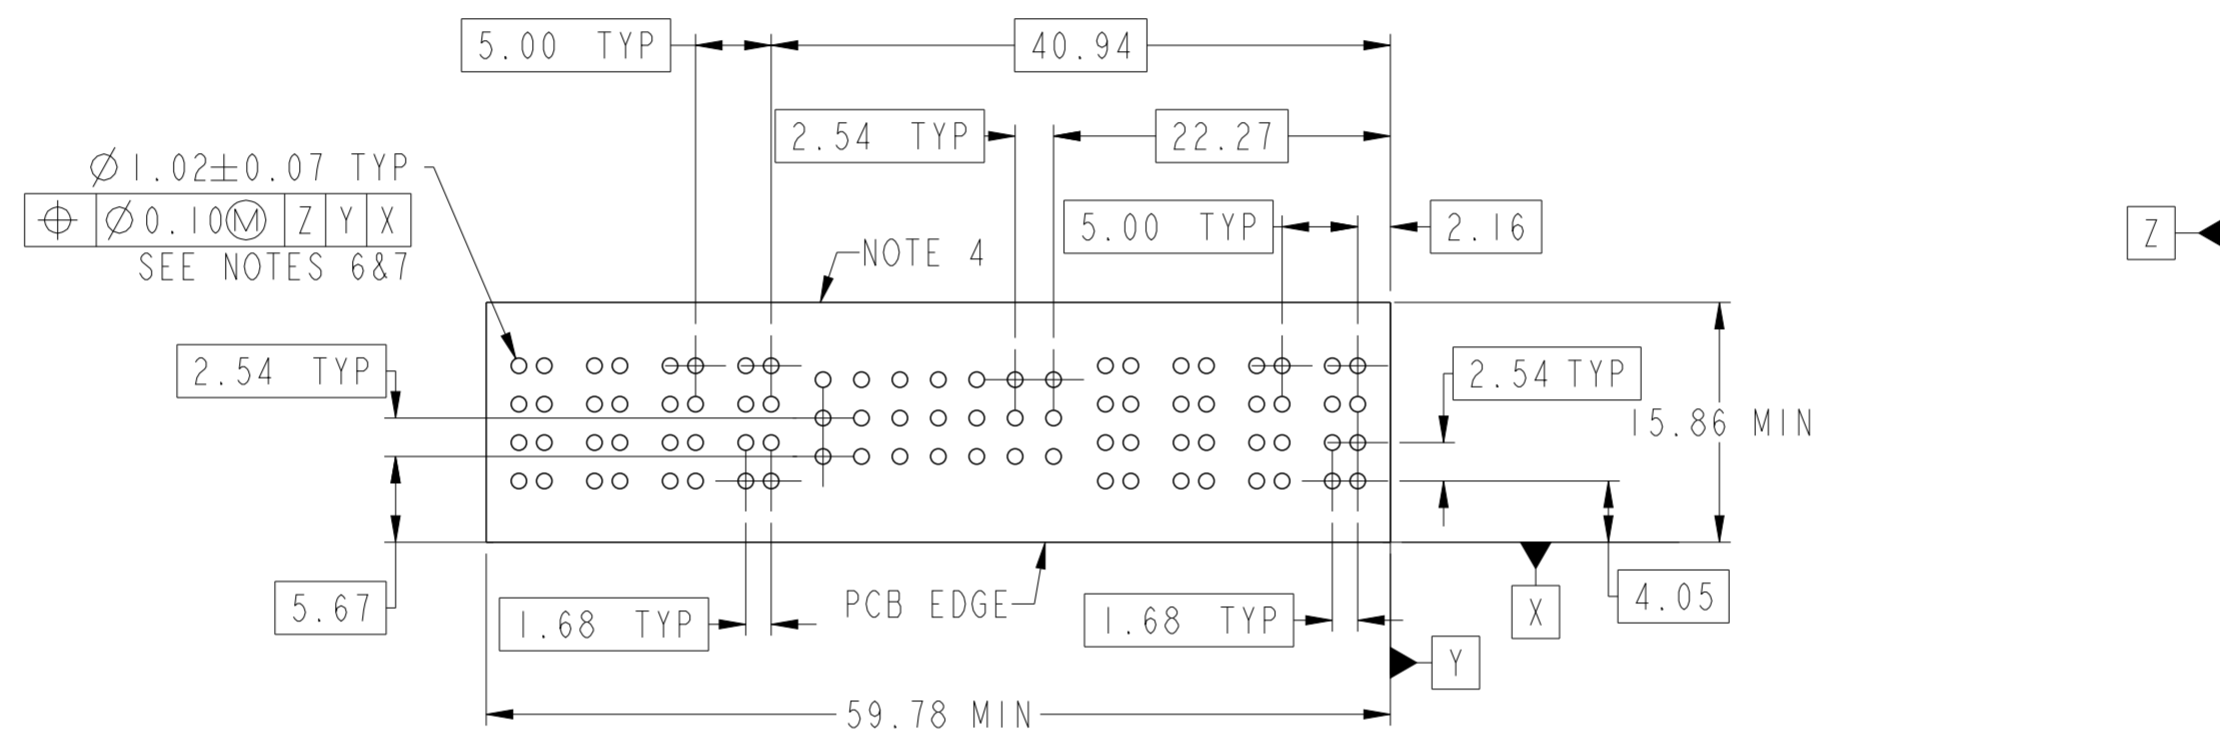 5.00 TYP
40.94
2.54 TYP
22.27
Ø1.02±0.07 TYP
⌖ Ø0.10Ⓜ Z Y X
SEE NOTES 6&7
5.00 TYP
2.16
Z
NOTE 4
2.54 TYP
2.54 TYP
15.86 MIN
5.67
1.68 TYP
PCB EDGE
1.68 TYP
X
4.05
Y
59.78 MIN